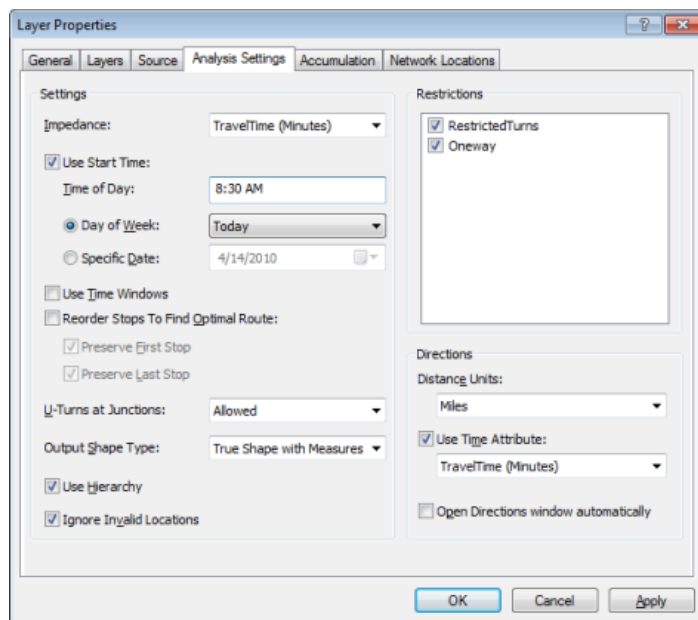 Layer Properties
General Layers Source Analysis Settings Accumulation Network Locations
Settings
Impedance: TravelTime (Minutes)
Use Start Time:
Time of Day: 8:30 AM
Day of Week: Today
Specific Date: 4/14/2010
Use Time Windows
Reorder Stops To Find Optimal Route:
Preserve First Stop
Preserve Last Stop
U-Turns at Junctions: Allowed
Output Shape Type: True Shape with Measures
Use Hierarchy
Ignore Invalid Locations
Restrictions
RestrictedTurns
Oneway
Directions
Distance Units:
Miles
Use Time Attribute:
TravelTime (Minutes)
Open Directions window automatically
OK Cancel Apply